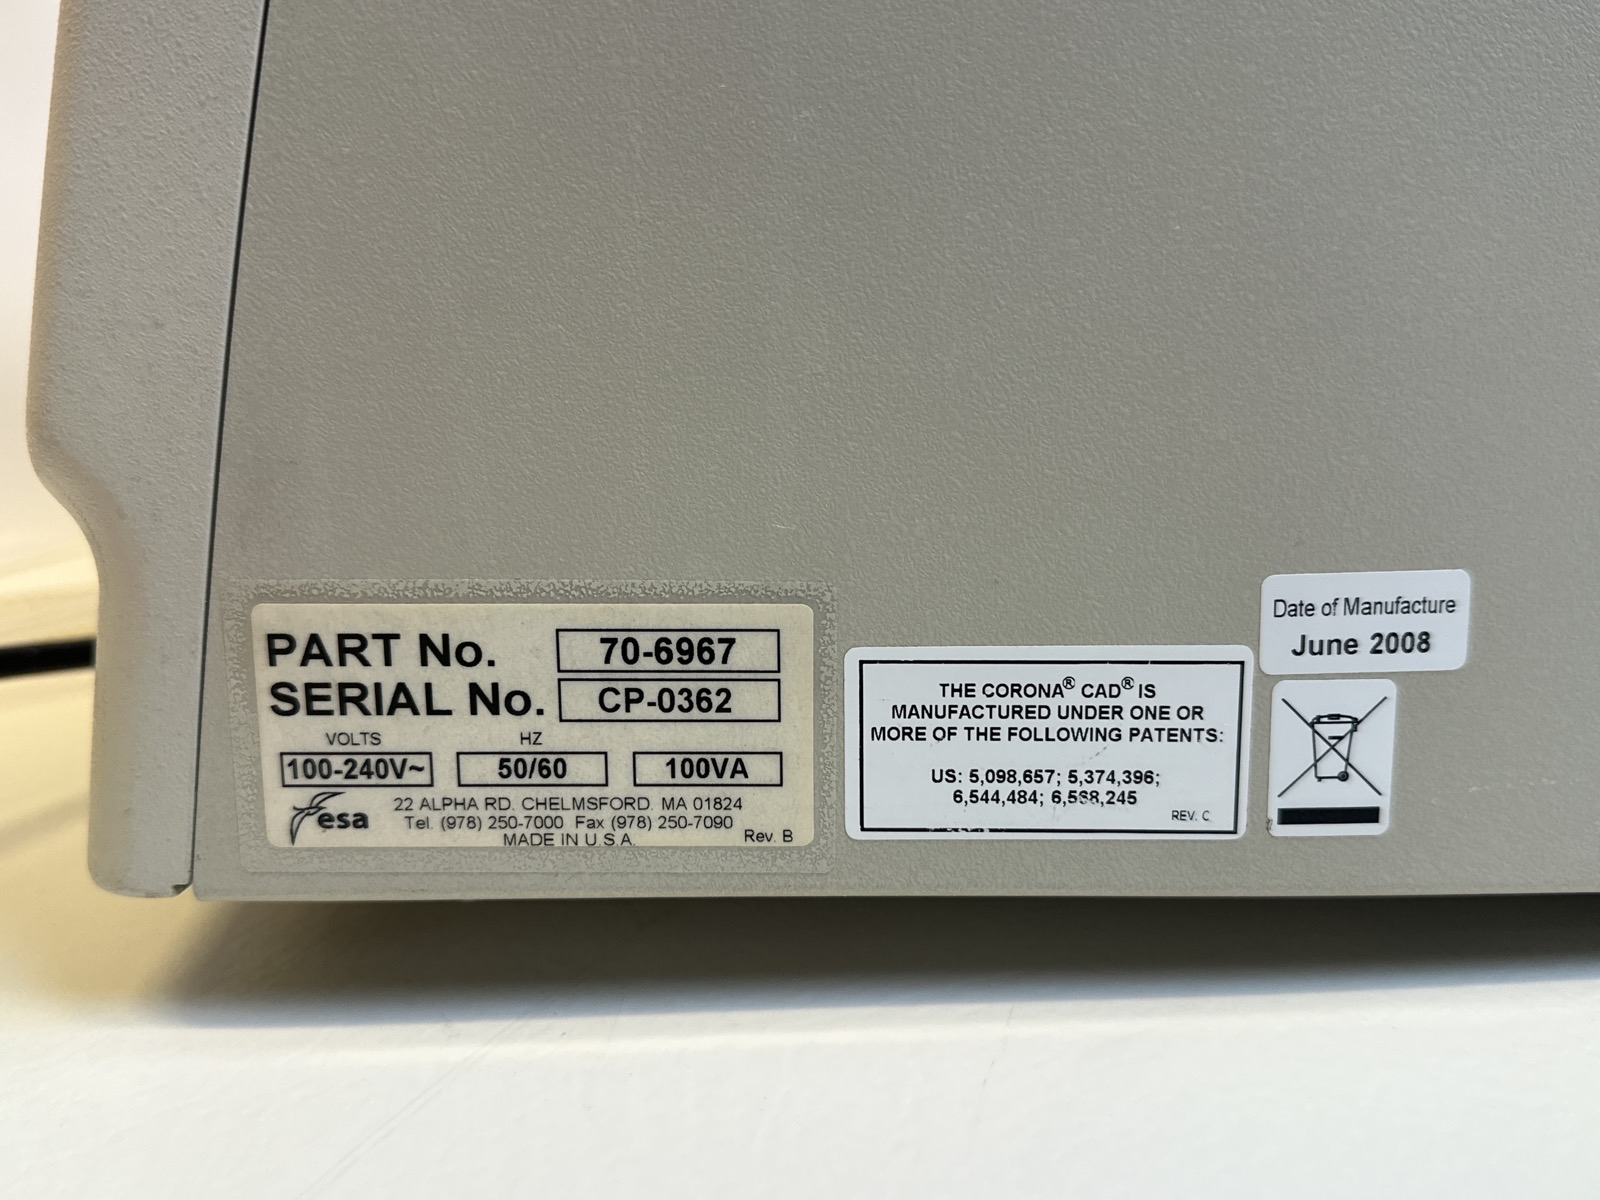 PART No. 70-6967
SERIAL No. CP-0362
VOLTS HZ
100-240V~ 50/60 100VA
esa
22 ALPHA RD. CHELMSFORD. MA 01824
Tel. (978) 250-7000 Fax (978) 250-7090
MADE IN U.S.A.
Rev. B
THE CORONA® CAD® IS
MANUFACTURED UNDER ONE OR
MORE OF THE FOLLOWING PATENTS:
US: 5,098,657; 5,374,396;
6,544,484; 6,568,245
REV. C
Date of Manufacture
June 2008